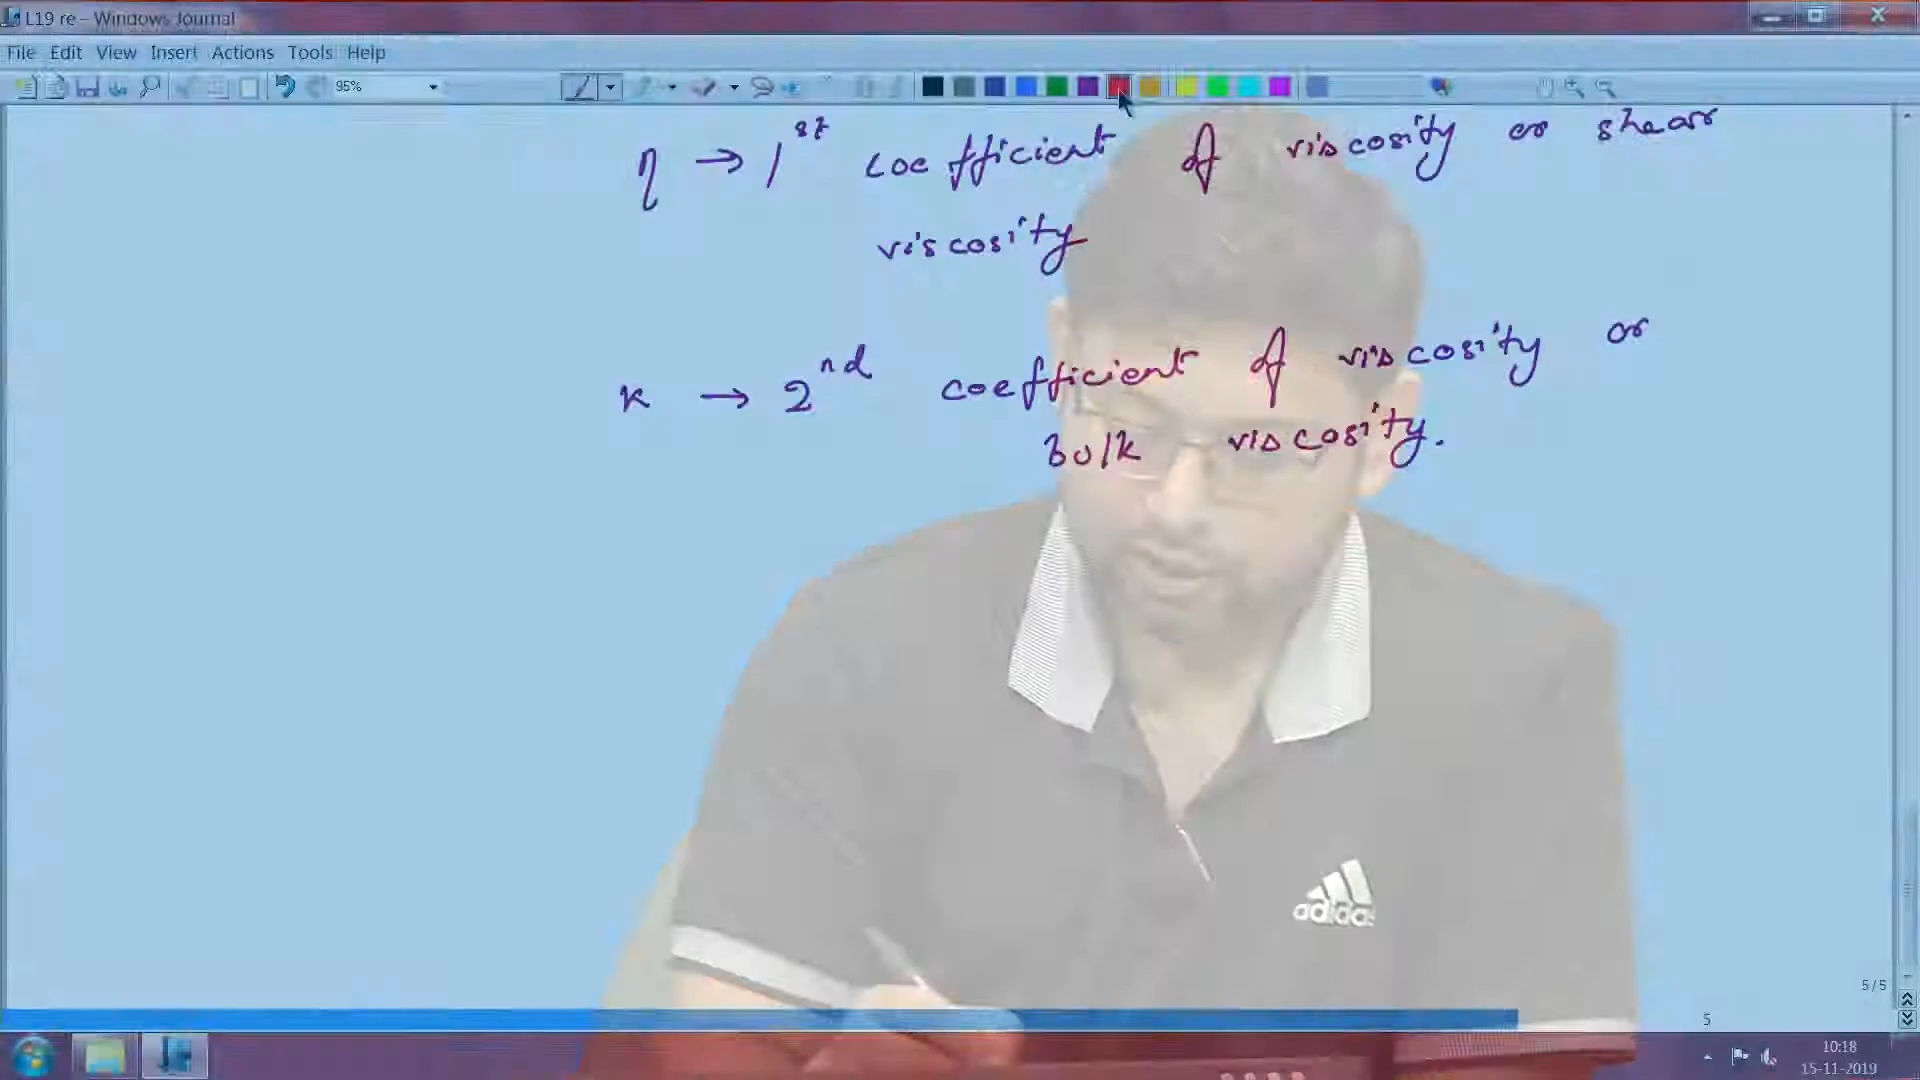 L19 re - Windows Journal
File Edit View Insert Actions Tools Help
95%
η → 1st coefficient of viscosity or shear
viscosity
κ → 2nd coefficient of viscosity or
bulk viscosity.
adidas
5/5
5
10:18
15-11-2019